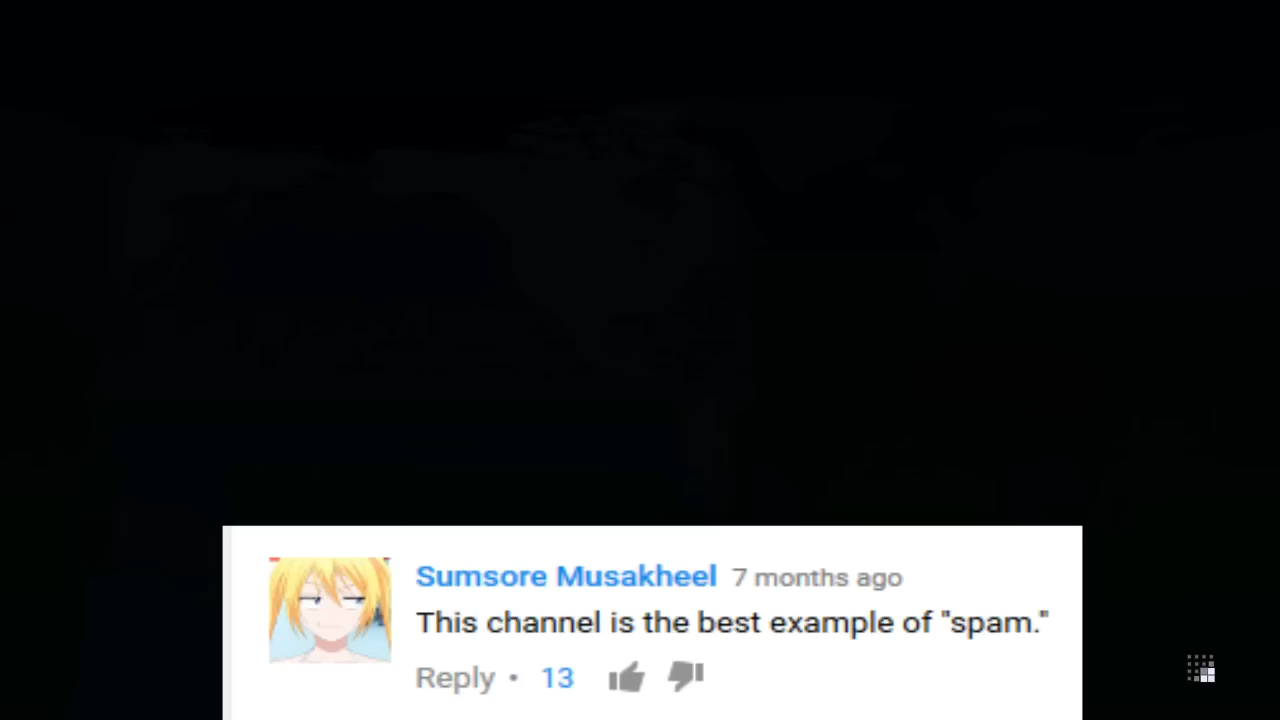 Sumsore Musakheel 7 months ago
This channel is the best example of "spam."
Reply • 13